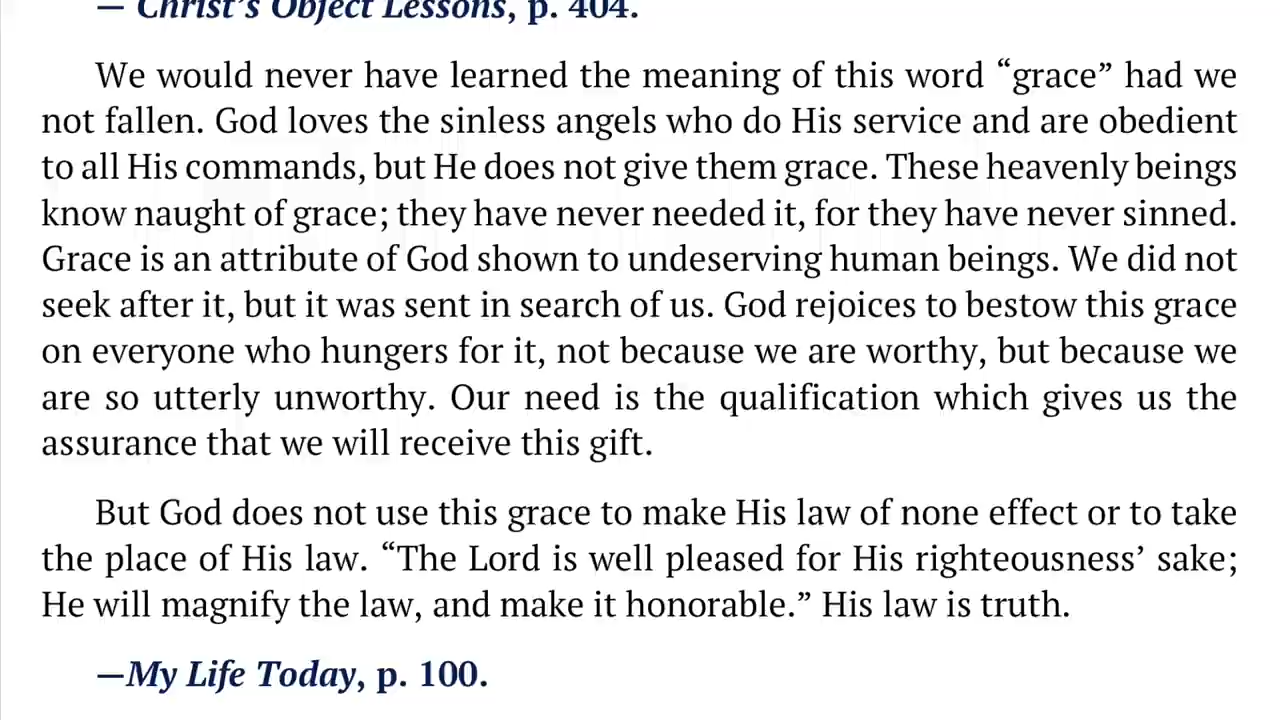 — Christ's Object Lessons, p. 404.
We would never have learned the meaning of this word “grace” had we
not fallen. God loves the sinless angels who do His service and are obedient
to all His commands, but He does not give them grace. These heavenly beings
know naught of grace; they have never needed it, for they have never sinned.
Grace is an attribute of God shown to undeserving human beings. We did not
seek after it, but it was sent in search of us. God rejoices to bestow this grace
on everyone who hungers for it, not because we are worthy, but because we
are so utterly unworthy. Our need is the qualification which gives us the
assurance that we will receive this gift.
But God does not use this grace to make His law of none effect or to take
the place of His law. “The Lord is well pleased for His righteousness’ sake;
He will magnify the law, and make it honorable.” His law is truth.
—My Life Today, p. 100.